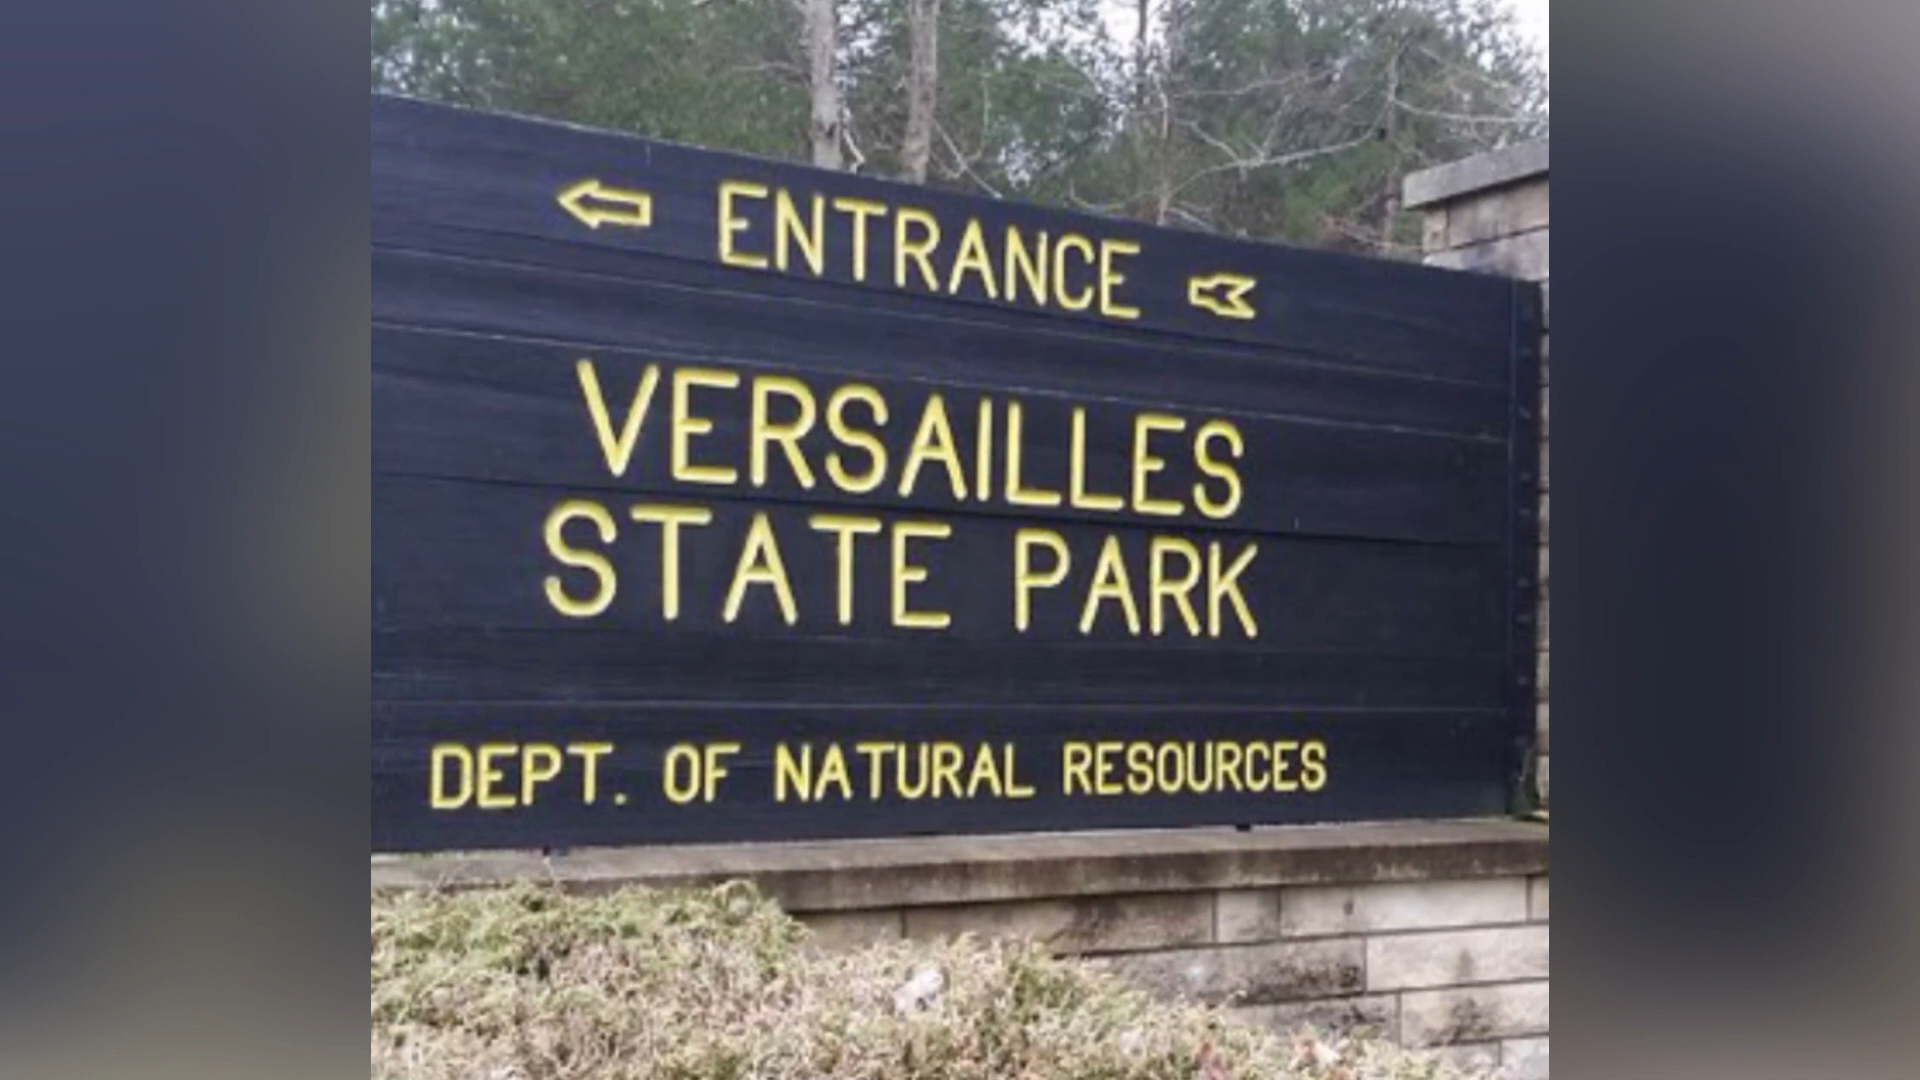 ENTRANCE
VERSAILLES
STATE PARK
DEPT. OF NATURAL RESOURCES